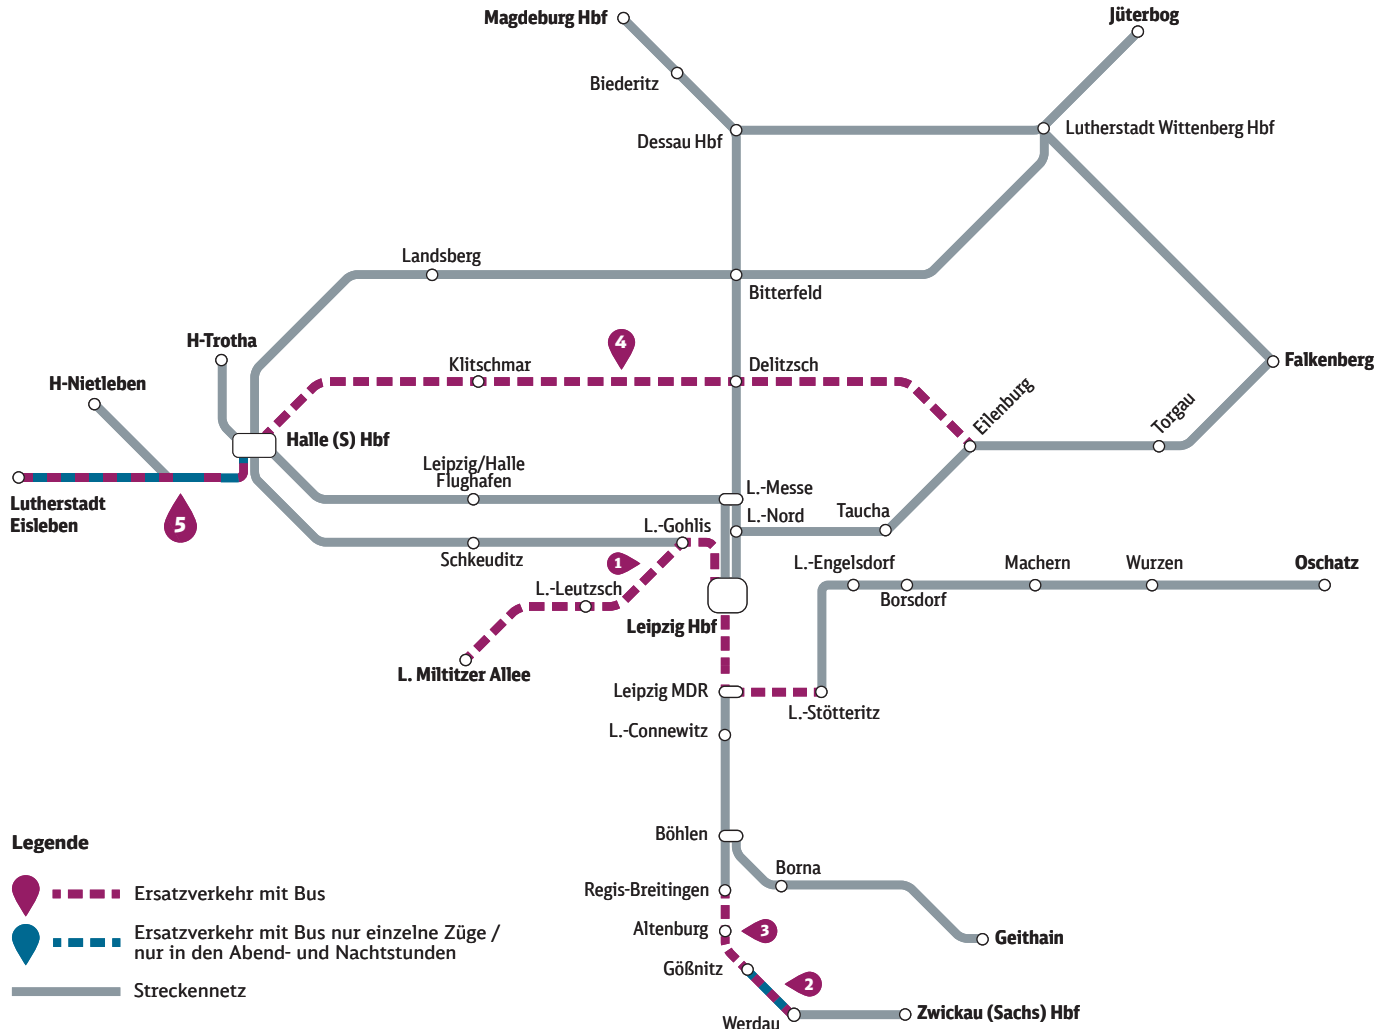 Magdeburg Hbf
Jüterbog
Biederitz
Dessau Hbf
Lutherstadt Wittenberg Hbf
Landsberg
Bitterfeld
H-Trotha
4
Klitschmar
Delitzsch
Falkenberg
H-Nietleben
Eilenburg
Torgau
Halle (S) Hbf
Leipzig/Halle
Flughafen
L.-Messe
Lutherstadt
Eisleben
5
L.-Gohlis
L.-Nord
Taucha
Schkeuditz
1
L.-Engelsdorf
Machern
Wurzen
Oschatz
L.-Leutzsch
Borsdorf
Leipzig Hbf
L. Miltitzer Allee
Leipzig MDR
L.-Stötteritz
L.-Connewitz
Böhlen
Borna
Regis-Breitingen
Altenburg
3
Geithain
Gößnitz
2
Werdau
Zwickau (Sachs) Hbf
Legende
Ersatzverkehr mit Bus
Ersatzverkehr mit Bus nur einzelne Züge /
nur in den Abend- und Nachtstunden
Streckennetz